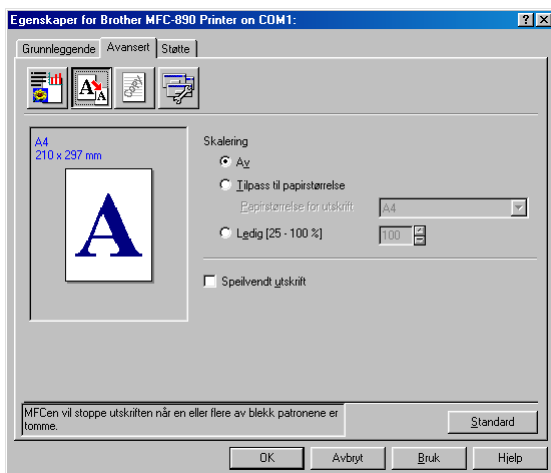 Egenskaper for Brother MFC-890 Printer on COM1:
Grunnleggende Avansert Støtte
A A Copy
A4
210 x 297 mm
A
Skalering
Av
Tilpass til papirstørrelse
Papirstørrelse for utskrift A4
Ledig [25 - 100 %] 100
Speilvendt utskrift
MFCen vil stoppe utskriften når en eller flere av blekk patronene er
tomme.
Standard
OK Avbryt Bruk Hjelp